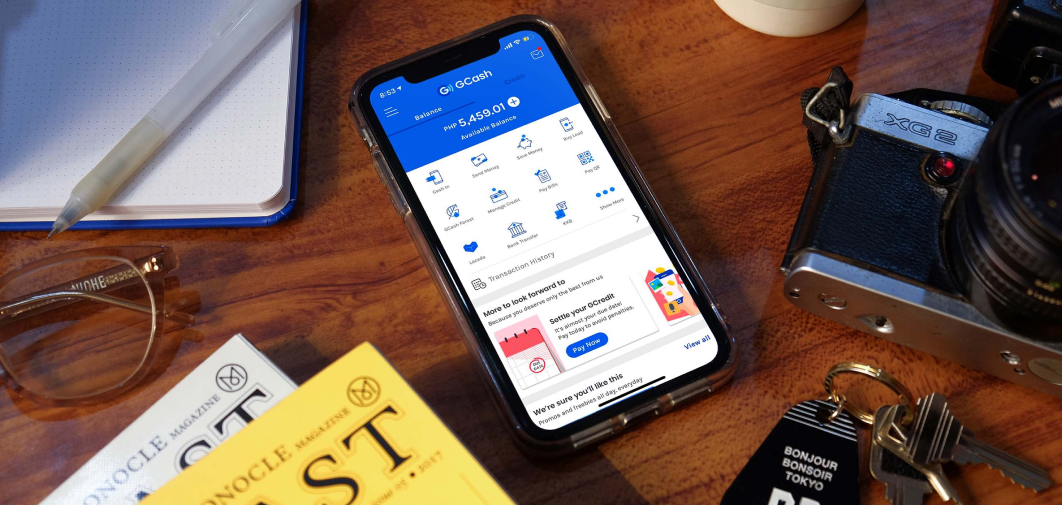 8:53
GCash
Balance
Credit
PHP 5,459.01
Available Balance
Cash In
Send Money
Save Money
Buy Load
GCash Forest
Manage Credit
Pay Bills
Pay QR
Lazada
Bank Transfer
KKB
Show More
Transaction History
More to look forward to
Because you deserve only the best from us
Settle your GCredit
It's almost your due date!
Pay today to avoid penalties.
Pay Now
DUE DATE
View all
We're sure you'll like this
Promos and freebies all day, everyday
XG 2
MONOCLE MAGAZINE
MONOCLE MAGAZINE
2017
BONJOUR
BONSOIR
TOKYO